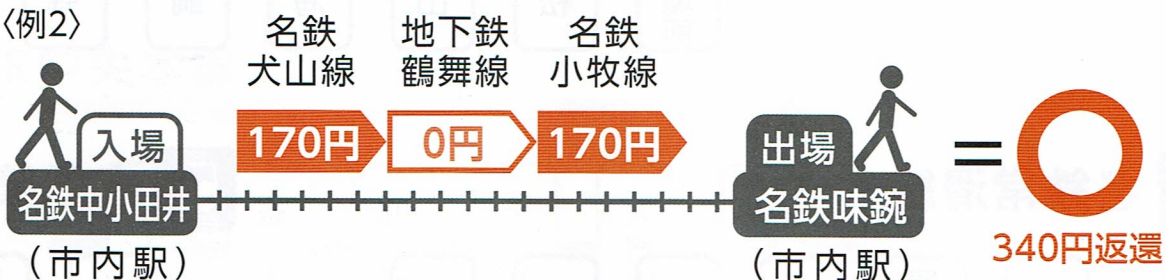 〈例2〉
名鉄
犬山線
地下鉄
鶴舞線
名鉄
小牧線
170円
0円
170円
入場
名鉄中小田井
(市内駅)
出場
名鉄味鋺
(市内駅)
=
340円返還